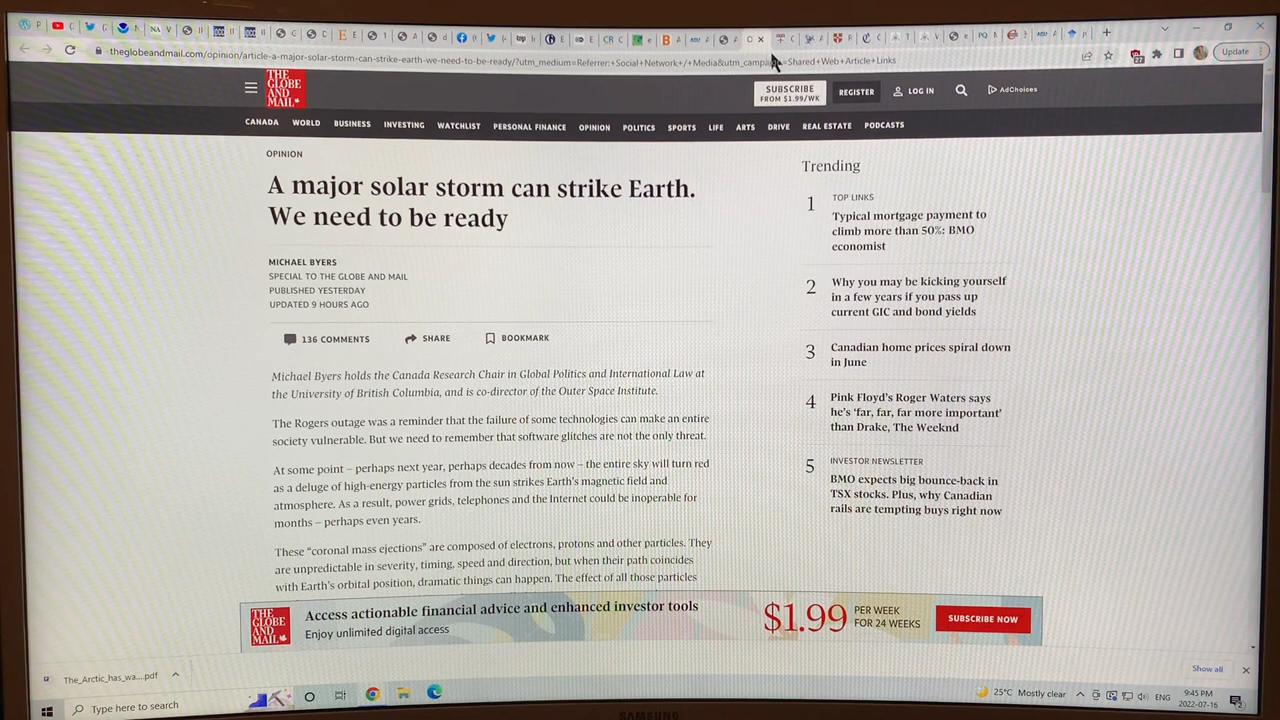 theglobeandmail.com/opinion/article-a-major-solar-storm-can-strike-earth-we-need-to-be-ready/?utm_medium=Referrer:+Social+Network+/+Media&utm_campa =Shared+Web+Article+Links
Update
THE
GLOBE
AND
MAIL
SUBSCRIBE
FROM $1.99/WK
REGISTER
LOG IN
AdChoices
CANADA WORLD BUSINESS INVESTING WATCHLIST PERSONAL FINANCE OPINION POLITICS SPORTS LIFE ARTS DRIVE REAL ESTATE PODCASTS
OPINION
A major solar storm can strike Earth.
We need to be ready
MICHAEL BYERS
SPECIAL TO THE GLOBE AND MAIL
PUBLISHED YESTERDAY
UPDATED 9 HOURS AGO
136 COMMENTS SHARE BOOKMARK
Michael Byers holds the Canada Research Chair in Global Politics and International Law at
the University of British Columbia, and is co-director of the Outer Space Institute.
The Rogers outage was a reminder that the failure of some technologies can make an entire
society vulnerable. But we need to remember that software glitches are not the only threat.
At some point – perhaps next year, perhaps decades from now – the entire sky will turn red
as a deluge of high-energy particles from the sun strikes Earth's magnetic field and
atmosphere. As a result, power grids, telephones and the Internet could be inoperable for
months – perhaps even years.
These "coronal mass ejections" are composed of electrons, protons and other particles. They
are unpredictable in severity, timing, speed and direction, but when their path coincides
with Earth's orbital position, dramatic things can happen. The effect of all those particles
Trending
1
TOP LINKS
Typical mortgage payment to
climb more than 50%: BMO
economist
2
Why you may be kicking yourself
in a few years if you pass up
current GIC and bond yields
3
Canadian home prices spiral down
in June
4
Pink Floyd's Roger Waters says
he's 'far, far, far more important'
than Drake, The Weeknd
5
INVESTOR NEWSLETTER
BMO expects big bounce-back in
TSX stocks. Plus, why Canadian
rails are tempting buys right now
THE
GLOBE
AND
MAIL
Access actionable financial advice and enhanced investor tools
Enjoy unlimited digital access
$1.99
PER WEEK
FOR 24 WEEKS
SUBSCRIBE NOW
The_Arctic_has_wa....pdf
Show all
Type here to search
25°C Mostly clear
ENG
9:45 PM
2022-07-16
SAMSUNG